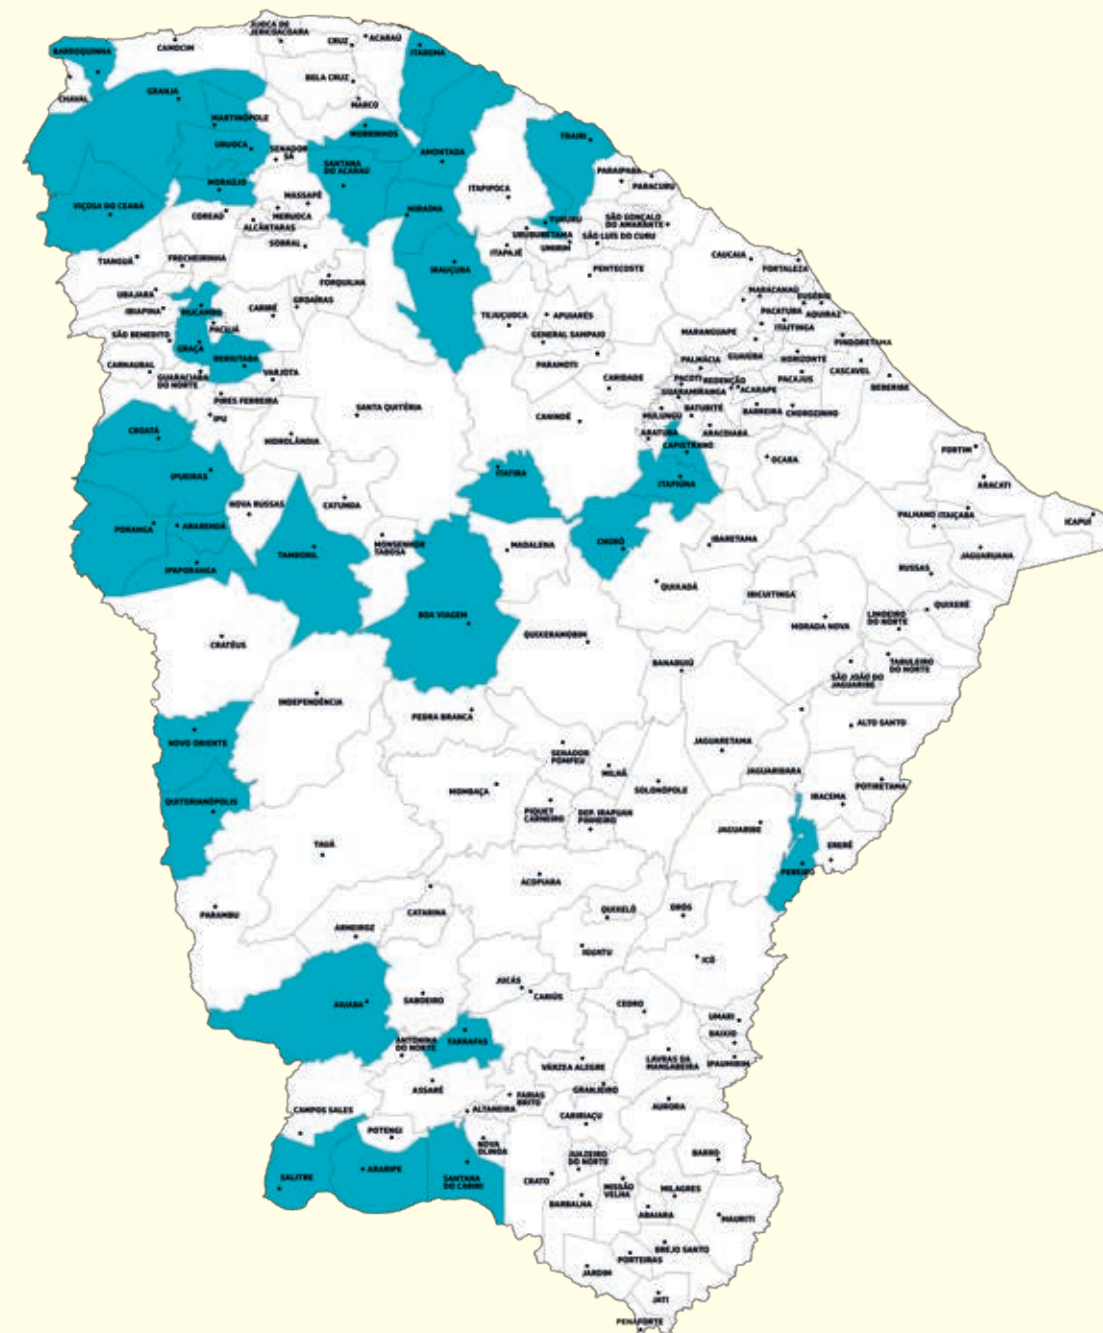 JIJOCA DE
JERICOACOARA
CRUZ
ACARAÚ
BARROQUINHA
CAMOCIM
ITAREMA
BELA CRUZ
CHAVAL
GRANJA
MARCO
MARTINÓPOLE
MORRINHOS
TRAIRI
URUOCA
SENADOR
SÁ
SANTANA
DO ACARAÚ
AMONTADA
PARAIPABA
PARACURU
MORAÚJO
MASSAPÊ
ITAPIPOCA
VIÇOSA DO CEARÁ
COREAÚ
MERUOCA
ALCÂNTARAS
MIRAÍMA
TURURU
SÃO GONÇALO
DO AMARANTE
URUBURETAMA
UMIRIM
SÃO LUIS DO CURU
SOBRAL
ITAPAJÉ
TIANGUÁ
FRECHEIRINHA
IRAUÇUBA
CAUCAIA
FORTALEZA
PENTECOSTE
FORQUILHA
UBAJARA
IBIAPINA
MUCAMBO
CARIRÉ
GROAÍRAS
MARACANAÚ
EUSÉBIO
PACATUBA
AQUIRAZ
ITAITINGA
TEJUÇUOCA
APUIARÉS
PACUJÁ
SÃO BENEDITO
GENERAL SAMPAIO
MARANGUAPE
PINDORETAMA
GRAÇA
RERIUTABA
CARNAUBAL
PARAMOTI
PALMÁCIA
GUAIÚBA
HORIZONTE
CASCAVEL
GUARACIABA
DO NORTE
VARJOTA
CARIDADE
PACOTI
REDENÇÃO
PACAJUS
BEBERIBE
PIRES FERREIRA
GUARAMIRANGA
ACARAPE
IPU
SANTA QUITÉRIA
CANINDÉ
MULUNGU
BATURITÉ
BARREIRA
CHOROZINHO
CROATÁ
HIDROLÂNDIA
ARATUBA
ARACOIABA
CAPISTRANO
OCARA
FORTIM
IPUEIRAS
ITATIRA
ITAPIÚNA
ARACATI
NOVA RUSSAS
CATUNDA
PORANGA
ARARENDÁ
PALHANO
ITAIÇABA
ICAPUÍ
TAMBORIL
MONSENHOR
TABOSA
MADALENA
CHORÓ
IBARETAMA
JAGUARUANA
IPAPORANGA
RUSSAS
QUIXADÁ
IBICUITINGA
QUIXERÉ
BOA VIAGEM
LIMOEIRO
DO NORTE
MORADA NOVA
CRATÉUS
QUIXERAMOBIM
BANABUIÚ
TABULEIRO
DO NORTE
SÃO JOÃO DO
JAGUARIBE
INDEPENDÊNCIA
PEDRA BRANCA
ALTO SANTO
NOVO ORIENTE
SENADOR
POMPEU
JAGUARETAMA
MILHÃ
JAGUARIBARA
POTIRETAMA
QUITERIANÓPOLIS
MOMBAÇA
SOLONÓPOLE
IRACEMA
PIQUET
CARNEIRO
DEP. IRAPUAN
PINHEIRO
JAGUARIBE
TAUÁ
ERERÊ
PEREIRO
ACOPIARA
PARAMBU
CATARINA
QUIXELÔ
ORÓS
ARNEIROZ
IGUATU
ICÓ
AIUABA
SABOEIRO
JUCÁS
CARIÚS
CEDRO
UMARI
BAIXIO
ANTONINA
DO NORTE
TARRAFAS
VÁRZEA ALEGRE
LAVRAS DA
MANGABEIRA
IPAUMIRIM
ASSARÉ
GRANJEIRO
FARIAS
BRITO
CAMPOS SALES
ALTANEIRA
CARIRIAÇU
AURORA
POTENGI
NOVA
OLINDA
JUAZEIRO
DO NORTE
BARRO
SALITRE
ARARIPE
SANTANA
DO CARIRI
CRATO
MISSÃO
VELHA
MILAGRES
BARBALHA
ABAIARA
MAURITI
BREJO SANTO
PORTEIRAS
JARDIM
JATI
PENAFORTE